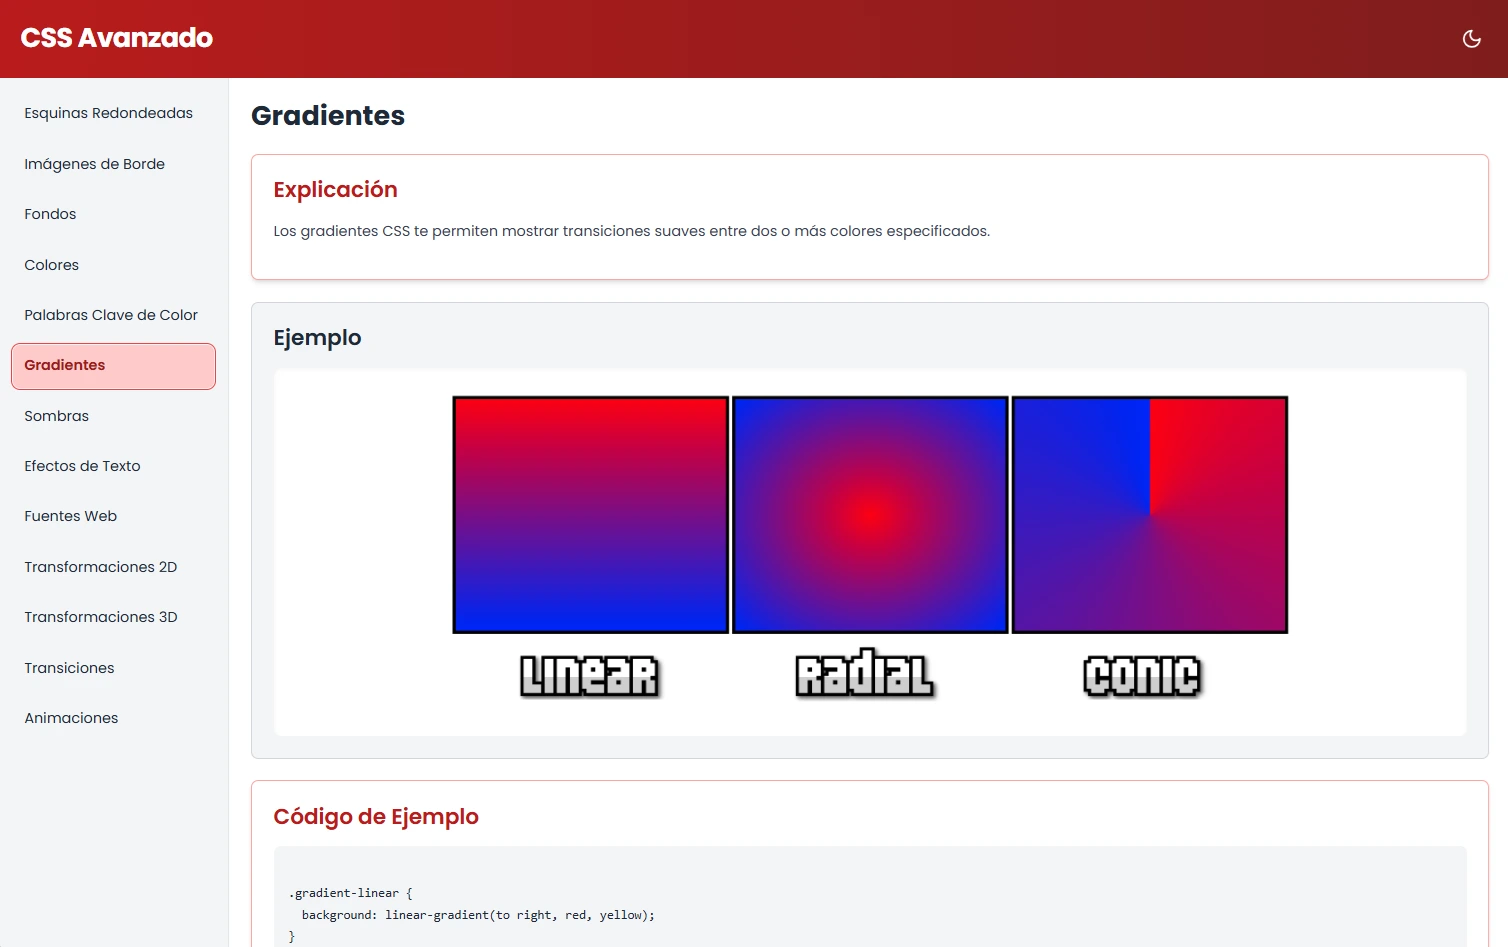 CSS Avanzado
Esquinas Redondeadas
Imágenes de Borde
Fondos
Colores
Palabras Clave de Color
Gradientes
Sombras
Efectos de Texto
Fuentes Web
Transformaciones 2D
Transformaciones 3D
Transiciones
Animaciones
Gradientes
Explicación
Los gradientes CSS te permiten mostrar transiciones suaves entre dos o más colores especificados.
Ejemplo
LINEAR RADIAL CONIC
Código de Ejemplo
.gradient-linear {
  background: linear-gradient(to right, red, yellow);
}